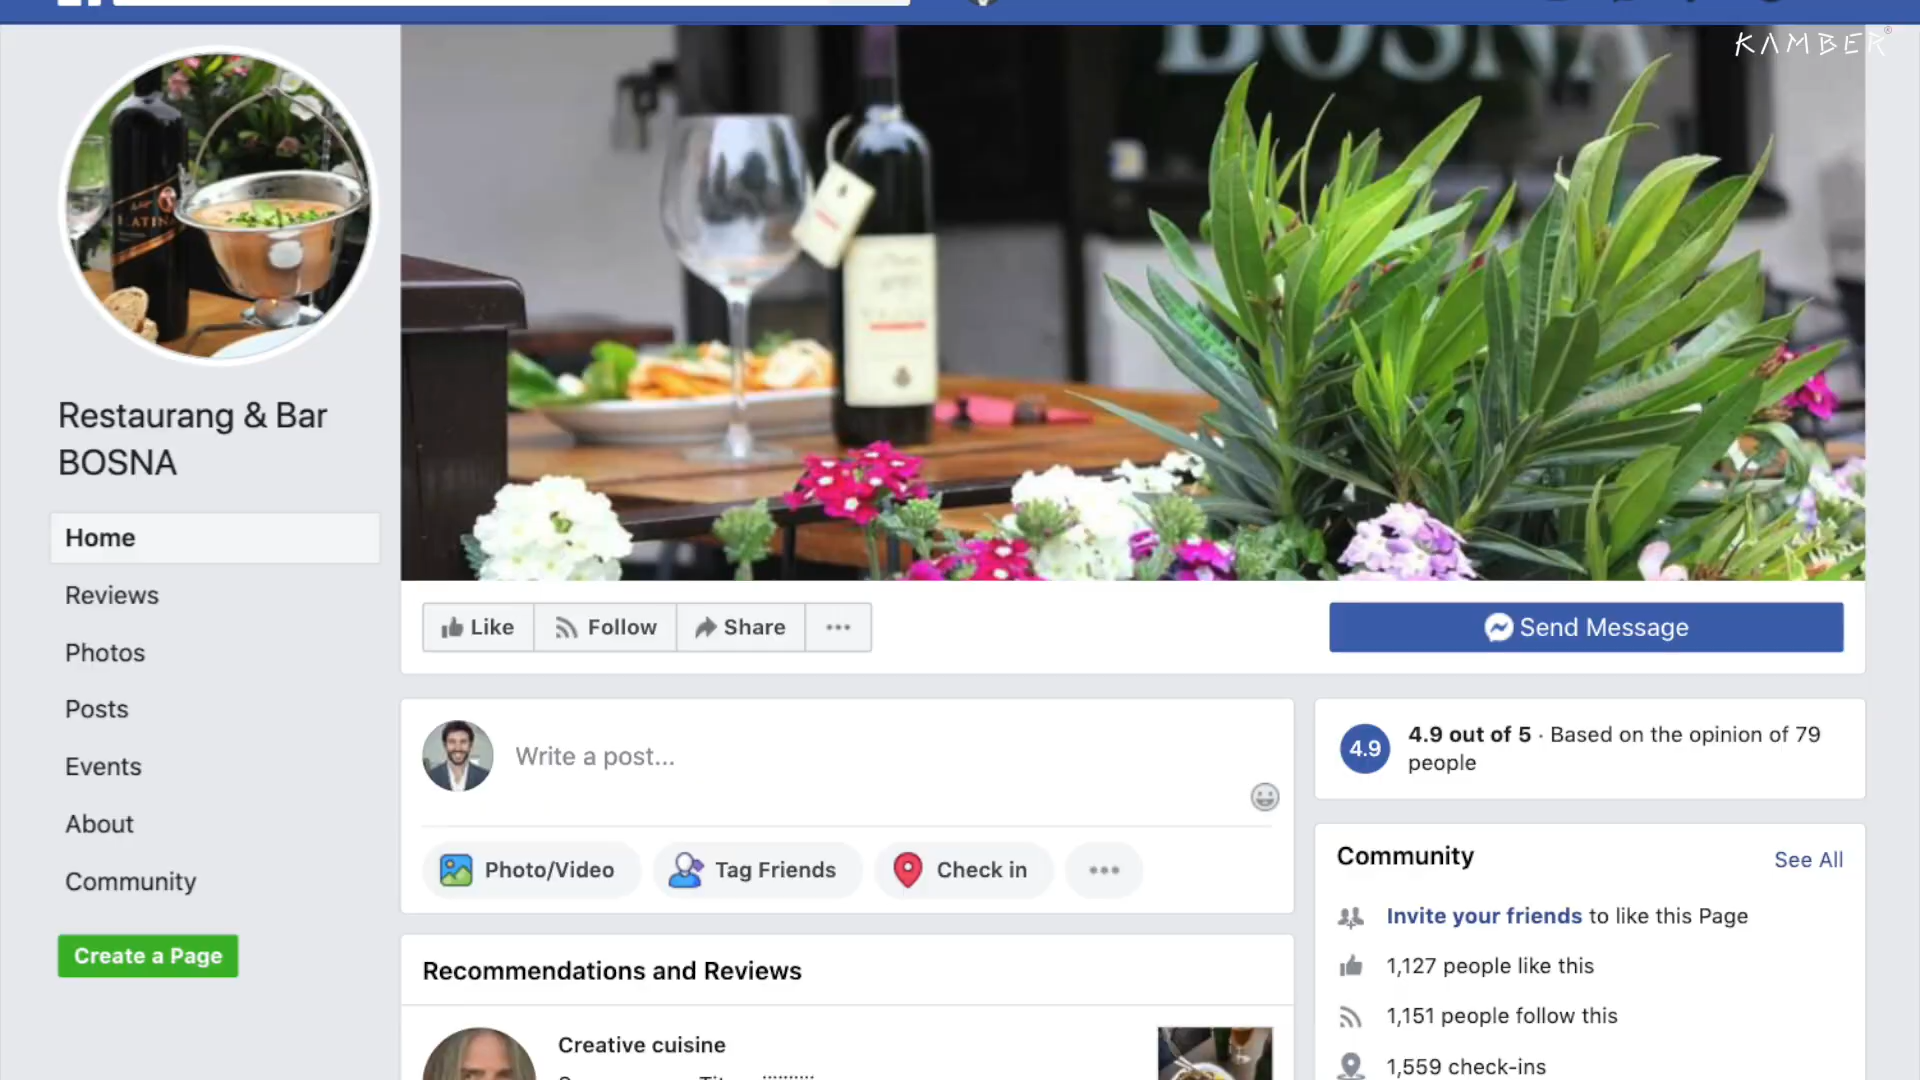 BOSNA
KAMBER
Restaurang & Bar
BOSNA
Home
Reviews
Photos
Posts
Events
About
Community
Create a Page
Like
Follow
Share
Send Message
Write a post...
Photo/Video
Tag Friends
Check in
Recommendations and Reviews
Creative cuisine
4.9
4.9 out of 5 · Based on the opinion of 79
people
Community
See All
Invite your friends to like this Page
1,127 people like this
1,151 people follow this
1,559 check-ins